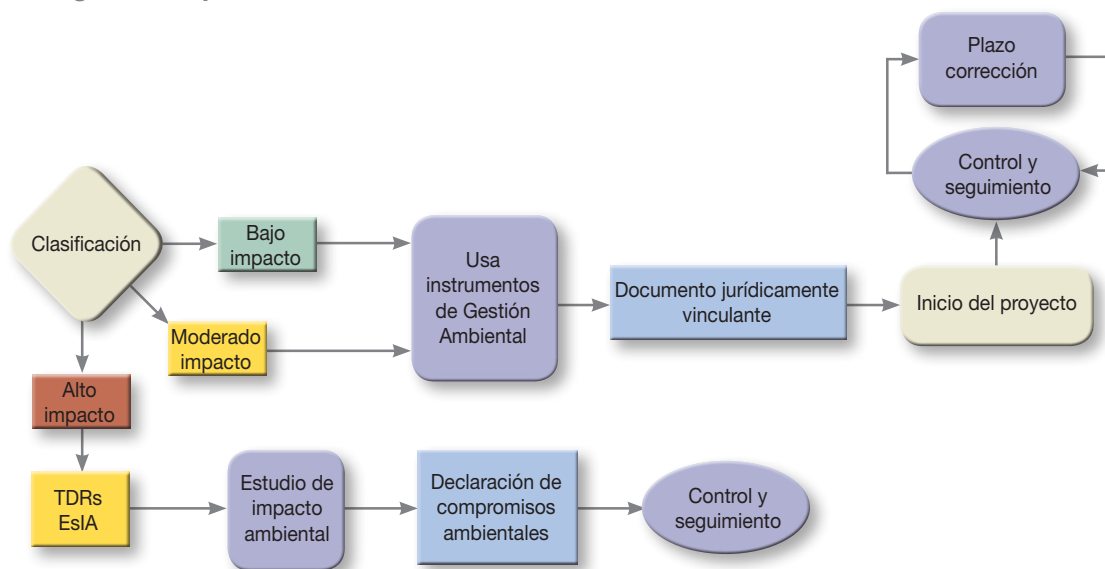 Plazo
corrección
Control y
seguimiento
Clasificación
Bajo
impacto
Usa
instrumentos
de Gestión
Ambiental
Documento jurídicamente
vinculante
Inicio del proyecto
Moderado
impacto
Alto
impacto
TDRs
EsIA
Estudio de
impacto
ambiental
Declaración de
compromisos
ambientales
Control y
seguimiento